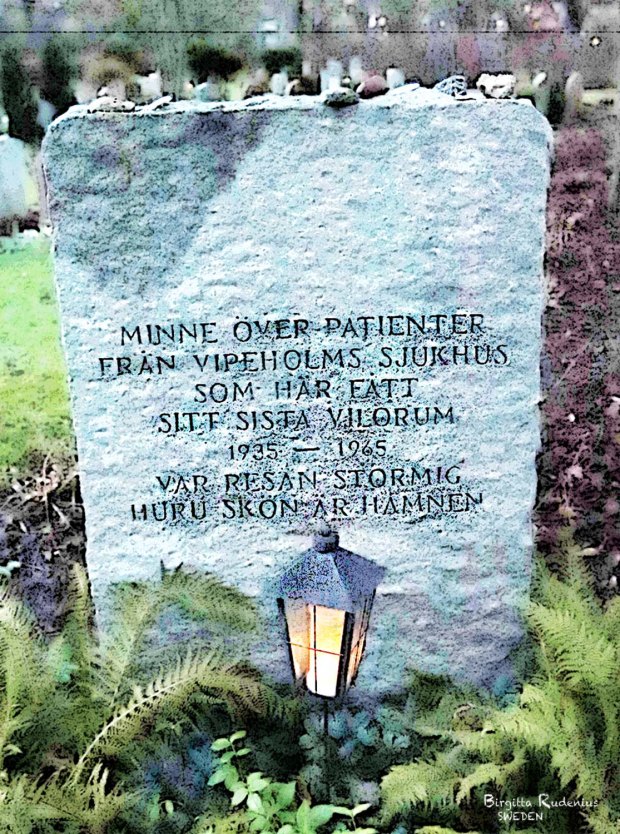 MINNE ÖVER PATIENTER
FRÅN VIPEHOLMS SJUKHUS
SOM HÄR FÅTT
SITT SISTA VILORUM
1935 — 1965
VAR RESAN STORMIG
HURU SKÖN ÄR HAMNEN
Birgitta Rudenius
SWEDEN